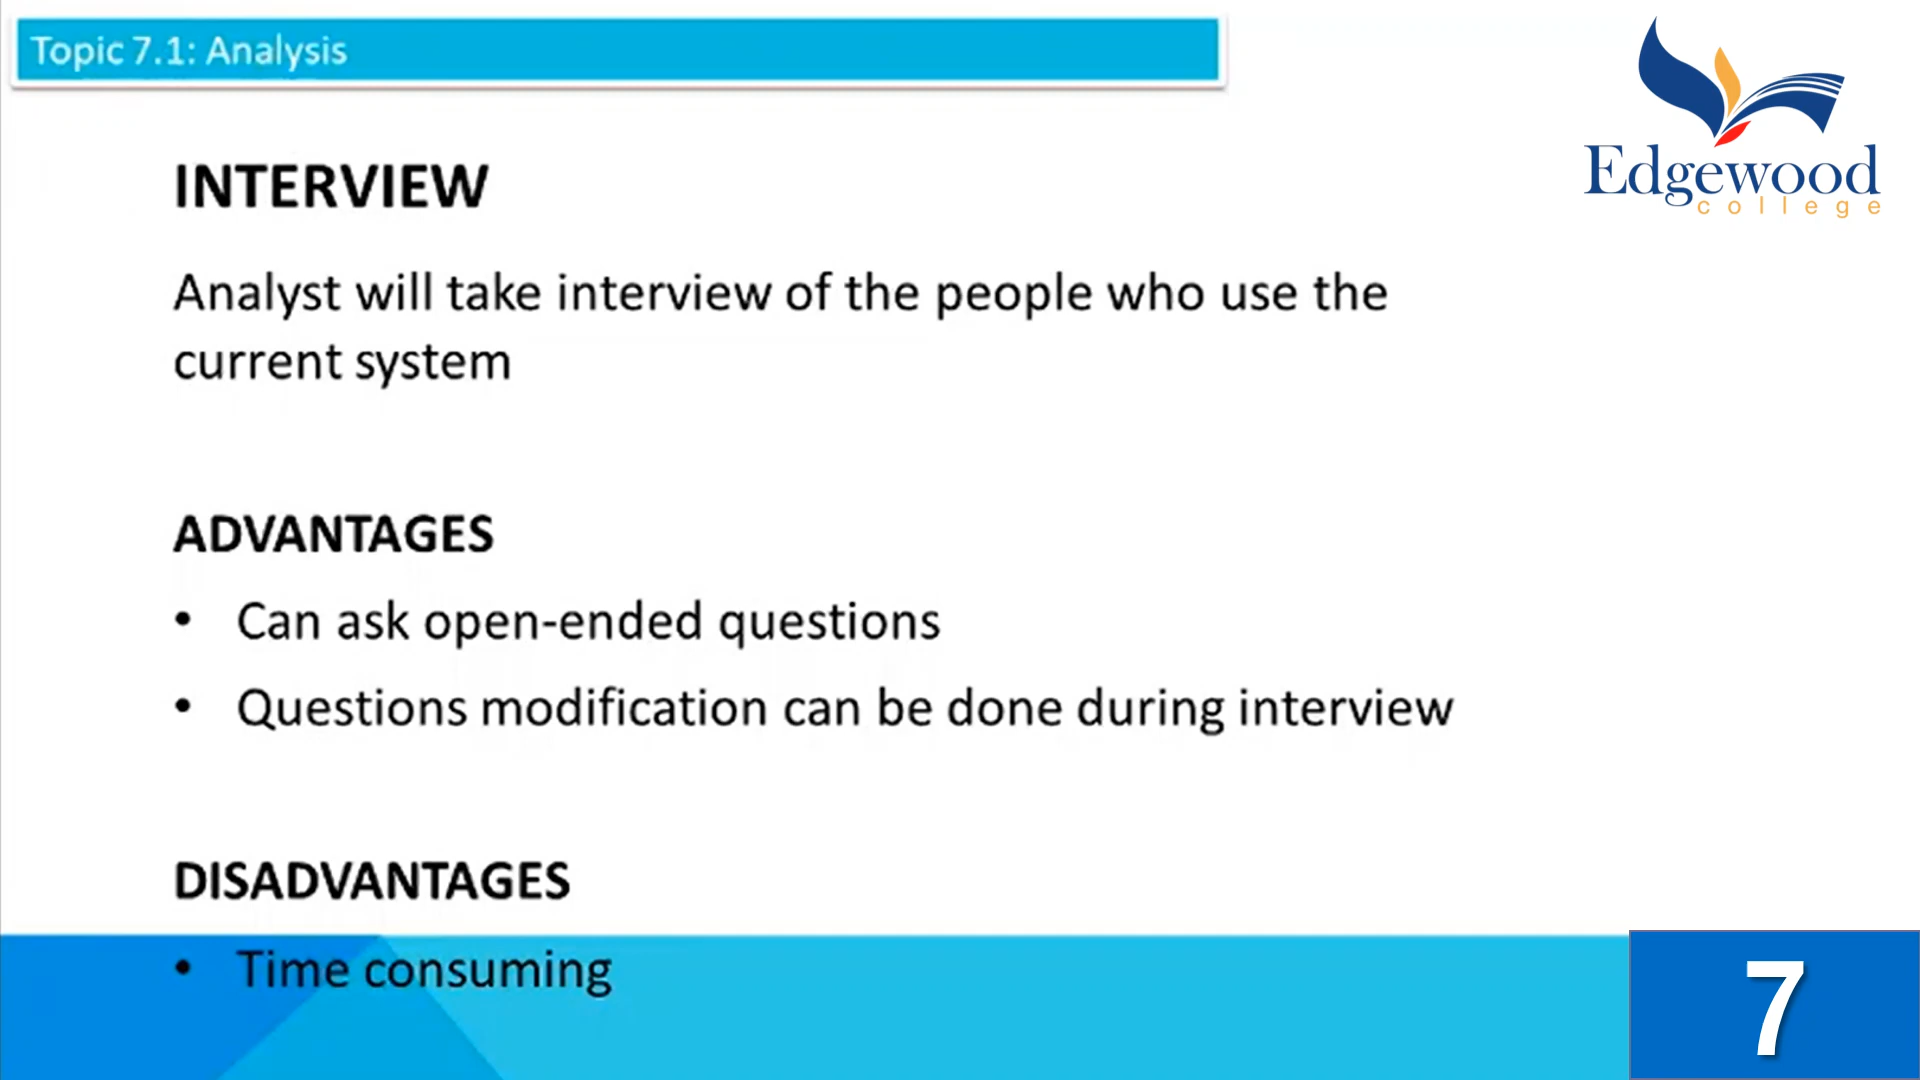 Topic 7.1: Analysis
Edgewood
college
INTERVIEW
Analyst will take interview of the people who use the
current system
ADVANTAGES
• Can ask open-ended questions
• Questions modification can be done during interview
DISADVANTAGES
• Time consuming
7